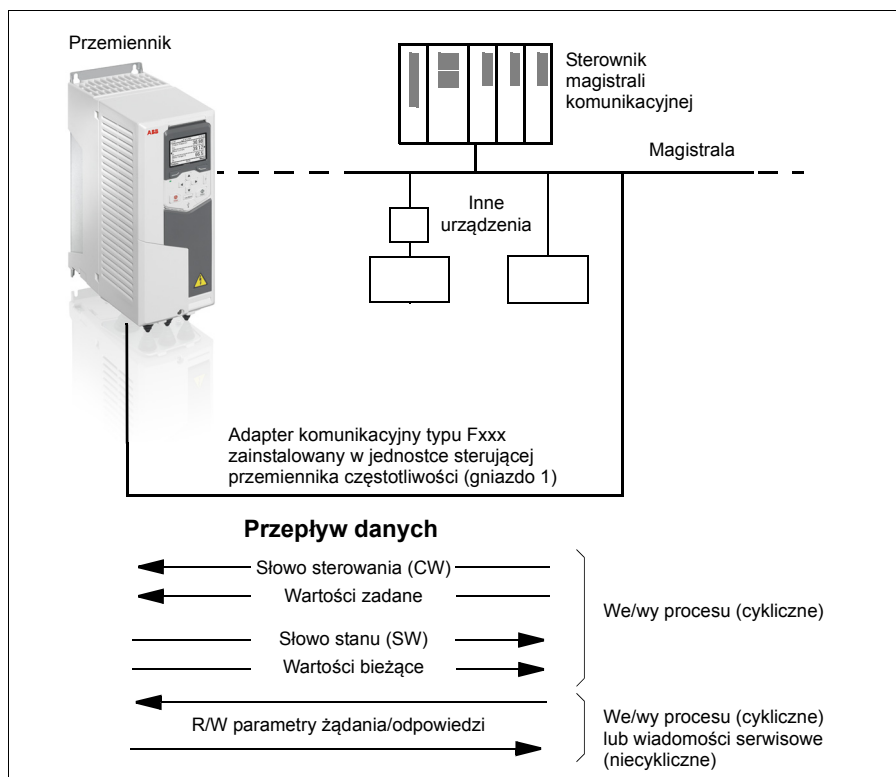 Przemiennik
Sterownik
magistrali
komunikacyjnej
ABB
Magistrala
Inne
urządzenia
Adapter komunikacyjny typu Fxxx
zainstalowany w jednostce sterującej
przemiennika częstotliwości (gniazdo 1)
Przepływ danych
Słowo sterowania (CW)
Wartości zadane
We/wy procesu (cykliczne)
Słowo stanu (SW)
Wartości bieżące
R/W parametry żądania/odpowiedzi
We/wy procesu (cykliczne)
lub wiadomości serwisowe
(niecykliczne)